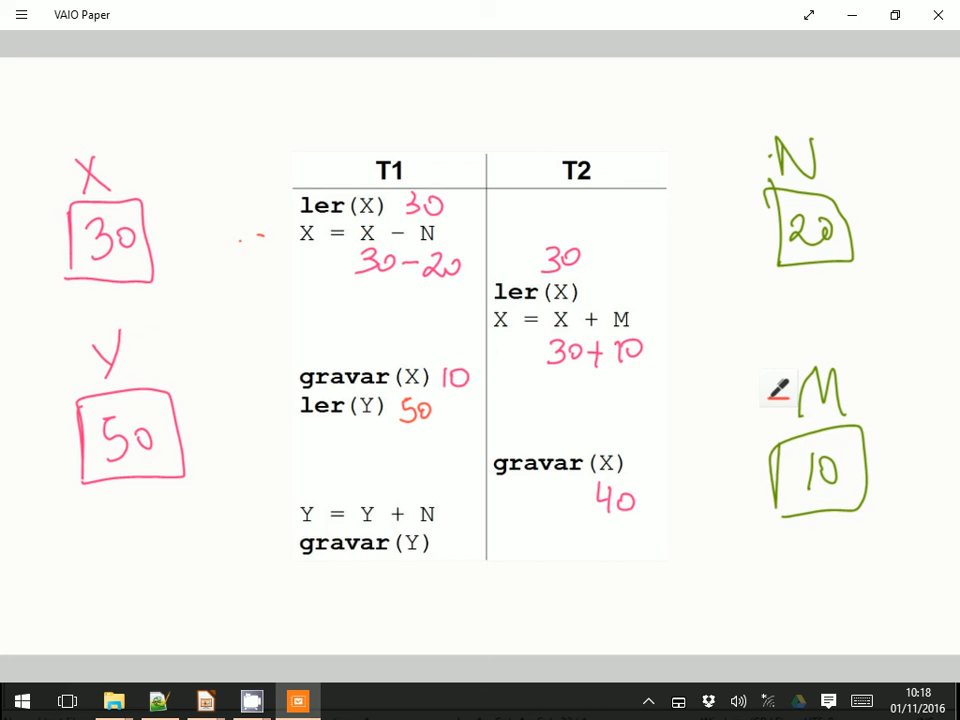 VAIO Paper
X
30
Y
50
T1 T2
ler(X) 30
X = X - N
30-20
30
ler(X)
X = X + M
30+10
gravar(X) 10
ler(Y) 50
gravar(X)
40
Y = Y + N
gravar(Y)
N
20
M
10
10:18
01/11/2016